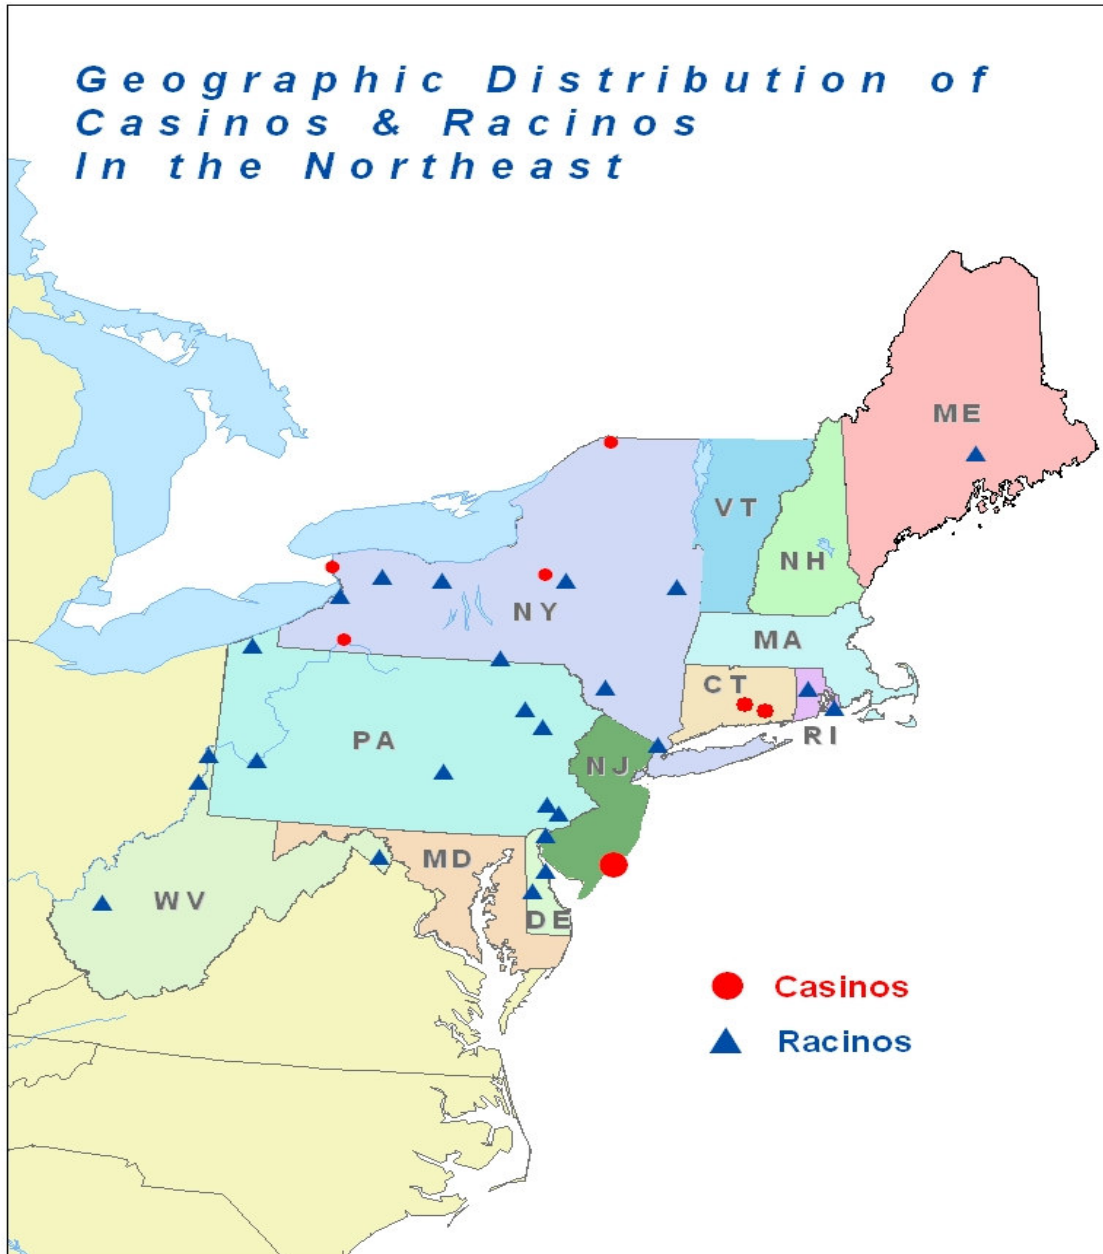 Geographic Distribution of
Casinos & Racinos
In the Northeast
ME
VT
NH
NY
MA
CT
RI
PA
NJ
MD
WV
DE
Casinos
Racinos